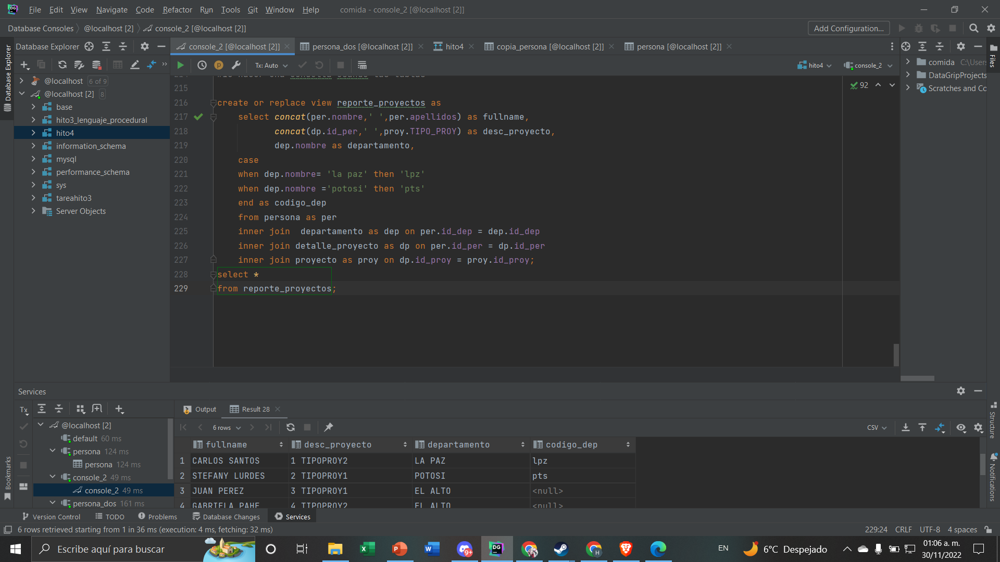 File Edit View Navigate Code Refactor Run Tools Git Window Help comida - console_2 [@localhost [2]]
Database Consoles @localhost [2] console_2 [@localhost [2]] Add Configuration...
Database Explorer
console_2 [@localhost [2]] persona_dos [@localhost [2]] hito4 copia_persona [@localhost [2]] persona [@localhost [2]]
Tx: Auto hito4 console_2
Database Explorer
Files
@localhost 6 of 9
@localhost [2] 8
base
hito3_lenguaje_procedural
hito4
information_schema
mysql
performance_schema
sys
tareahito3
Server Objects
comida C:\Users
DataGripProjects
Scratches and Co
92
215
216 create or replace view reporte_proyectos as
217 select concat(per.nombre,' ',per.apellidos) as fullname,
218 concat(dp.id_per,' ',proy.TIPO_PROY) as desc_proyecto,
219 dep.nombre as departamento,
220 case
221 when dep.nombre= 'la paz' then 'lpz'
222 when dep.nombre ='potosi' then 'pts'
223 end as codigo_dep
224 from persona as per
225 inner join  departamento as dep on per.id_dep = dep.id_dep
226 inner join detalle_proyecto as dp on per.id_per = dp.id_per
227 inner join proyecto as proy on dp.id_proy = proy.id_proy;
228 select *
229 from reporte_proyectos;
Services
Tx
@localhost [2]
default 60 ms
persona 124 ms
persona 124 ms
console_2 49 ms
console_2 49 ms
persona_dos 161 ms
Output Result 28
6 rows CSV
fullname desc_proyecto departamento codigo_dep
1 CARLOS SANTOS 1 TIPOPROY2 LA PAZ lpz
2 STEFANY LURDES 2 TIPOPROY1 POTOSI pts
3 JUAN PEREZ 3 TIPOPROY1 EL ALTO <null>
4 GABRIELA PAHE 4 TIPOPROY2 EL ALTO <null>
Bookmarks
Structure
Notifications
Version Control TODO Problems Database Changes Services
6 rows retrieved starting from 1 in 36 ms (execution: 4 ms, fetching: 32 ms) 229:24 CRLF UTF-8 4 spaces
Escribe aquí para buscar
9+
DG
EN
6°C Despejado
01:06 a. m.
30/11/2022